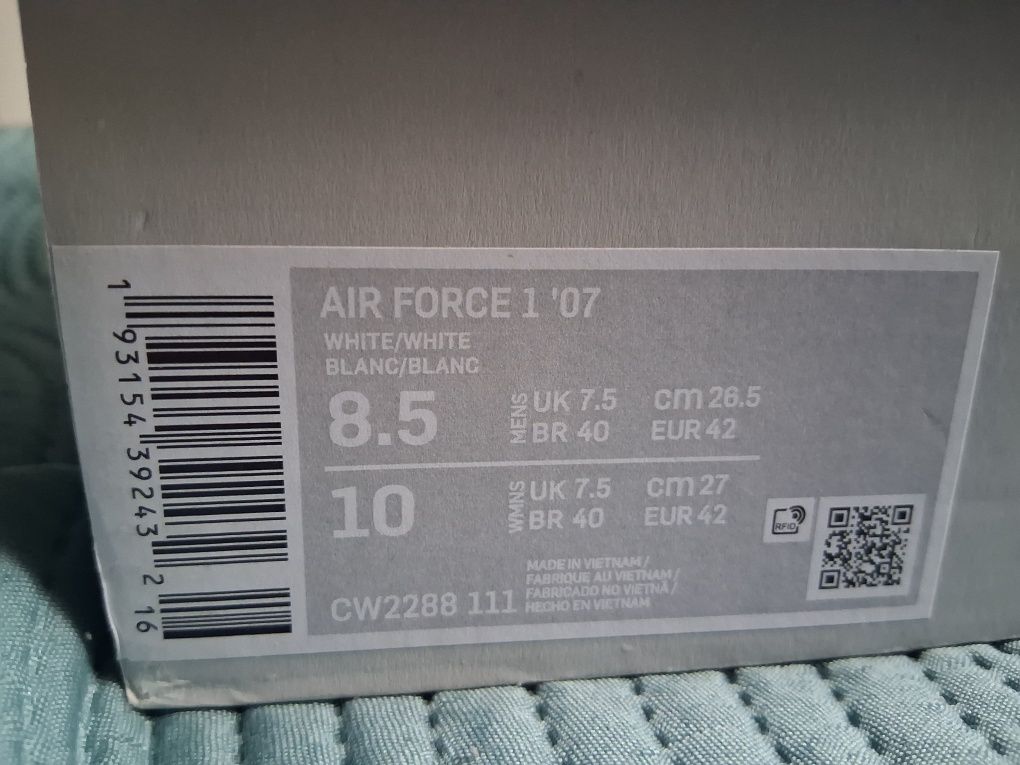 1 93154 39243 2 16
AIR FORCE 1 '07
WHITE/WHITE
BLANC/BLANC
8.5 MENS UK 7.5 cm 26.5
BR 40 EUR 42
10 WMNS UK 7.5 cm 27
BR 40 EUR 42
RFID
MADE IN VIETNAM/
FABRIQUE AU VIETNAM/
FABRICADO NO VIETNÃ/
HECHO EN VIETNAM
CW2288 111